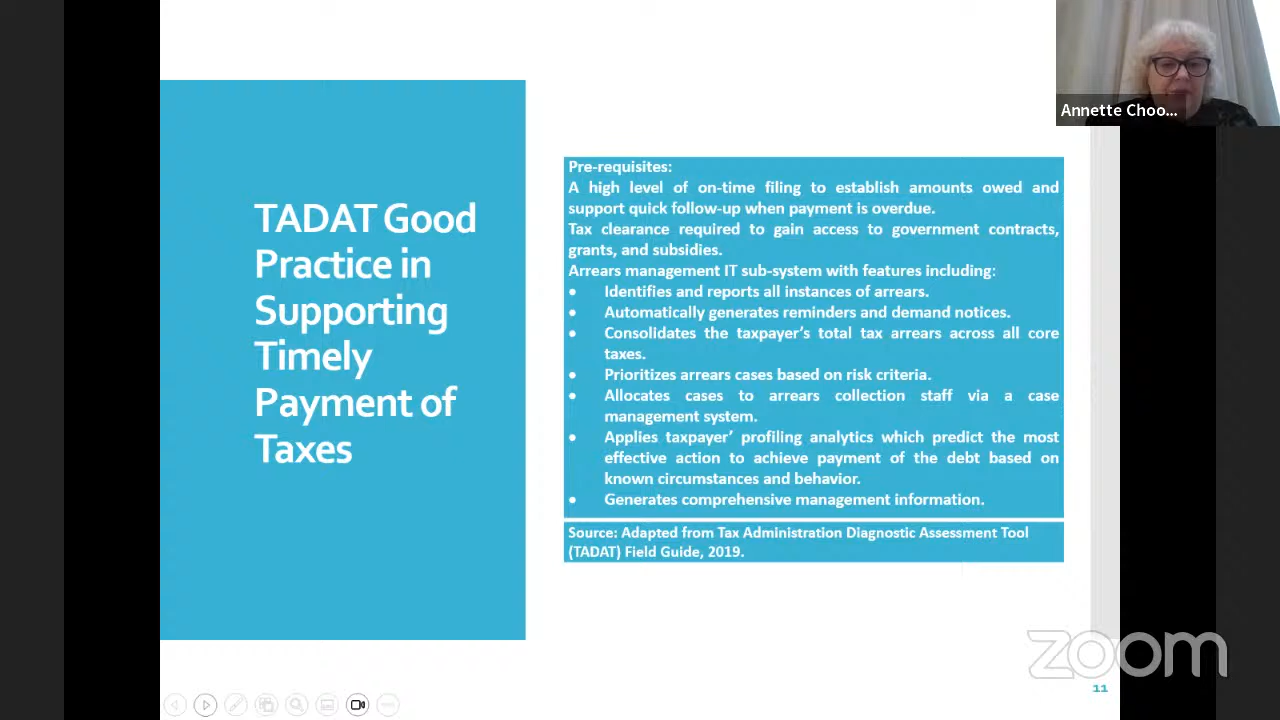 Annette Choo...
TADAT Good
Practice in
Supporting
Timely
Payment of
Taxes
Pre-requisites:
A high level of on-time filing to establish amounts owed and
support quick follow-up when payment is overdue.
Tax clearance required to gain access to government contracts,
grants, and subsidies.
Arrears management IT sub-system with features including:
• Identifies and reports all instances of arrears.
• Automatically generates reminders and demand notices.
• Consolidates the taxpayer's total tax arrears across all core
taxes.
• Prioritizes arrears cases based on risk criteria.
• Allocates cases to arrears collection staff via a case
management system.
• Applies taxpayer' profiling analytics which predict the most
effective action to achieve payment of the debt based on
known circumstances and behavior.
• Generates comprehensive management information.
Source: Adapted from Tax Administration Diagnostic Assessment Tool
(TADAT) Field Guide, 2019.
zoom
11